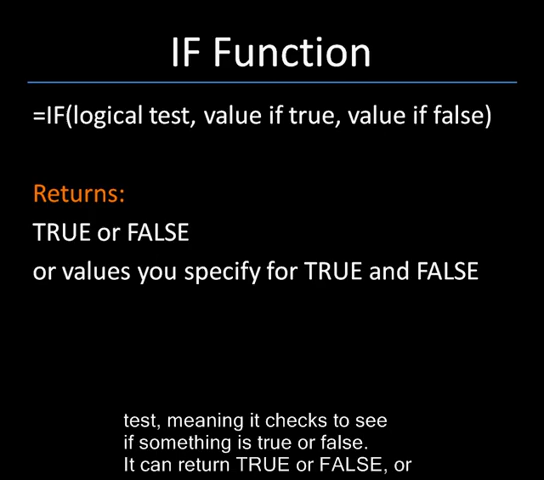 IF Function
=IF(logical test, value if true, value if false)
Returns:
TRUE or FALSE
or values you specify for TRUE and FALSE
test, meaning it checks to see
if something is true or false.
It can return TRUE or FALSE, or